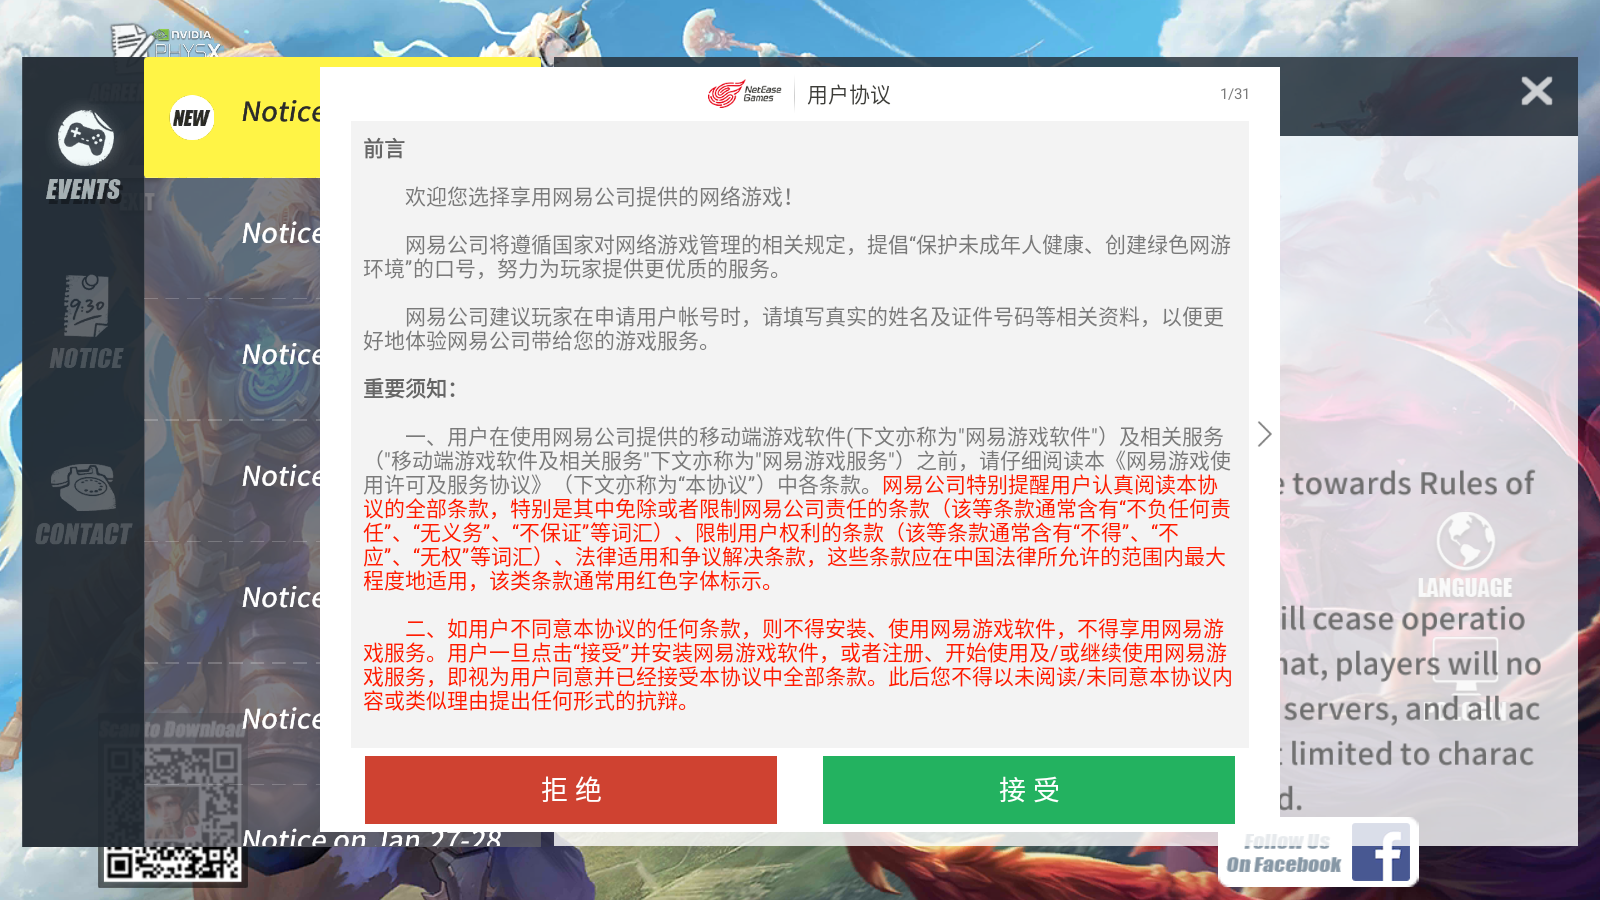 NVIDIA
PHYSX
NetEase
Games
用户协议
1/31
NEW
Notice
EVENTS
Notice
NOTICE
Notice
CONTACT
Notice
Notice
Notice
Notice on Jan 27-28
Scan to Download
前言
欢迎您选择享用网易公司提供的网络游戏！
网易公司将遵循国家对网络游戏管理的相关规定，提倡“保护未成年人健康、创建绿色网游
环境”的口号，努力为玩家提供更优质的服务。
网易公司建议玩家在申请用户帐号时，请填写真实的姓名及证件号码等相关资料，以便更
好地体验网易公司带给您的游戏服务。
重要须知：
一、用户在使用网易公司提供的移动端游戏软件(下文亦称为"网易游戏软件"）及相关服务
（"移动端游戏软件及相关服务"下文亦称为"网易游戏服务"）之前，请仔细阅读本《网易游戏使
用许可及服务协议》（下文亦称为“本协议”）中各条款。网易公司特别提醒用户认真阅读本协
议的全部条款，特别是其中免除或者限制网易公司责任的条款（该等条款通常含有“不负任何责
任”、“无义务”、“不保证”等词汇）、限制用户权利的条款（该等条款通常含有“不得”、“不
应”、“无权”等词汇）、法律适用和争议解决条款，这些条款应在中国法律所允许的范围内最大
程度地适用，该类条款通常用红色字体标示。
二、如用户不同意本协议的任何条款，则不得安装、使用网易游戏软件，不得享用网易游
戏服务。用户一旦点击“接受”并安装网易游戏软件，或者注册、开始使用及/或继续使用网易游
戏服务，即视为用户同意并已经接受本协议中全部条款。此后您不得以未阅读/未同意本协议内
容或类似理由提出任何形式的抗辩。
拒 绝
接 受
towards Rules of
LANGUAGE
ill cease operatio
hat, players will no
servers, and all ac
limited to charac
d.
Follow Us
On Facebook